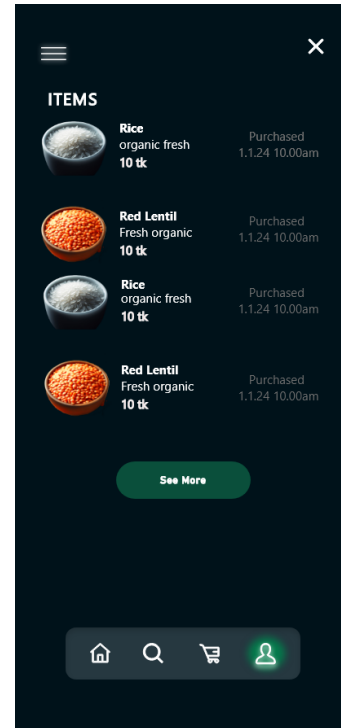 ITEMS
Rice
organic fresh
10 tk
Purchased
1.1.24 10.00am
Red Lentil
Fresh organic
10 tk
Purchased
1.1.24 10.00am
Rice
organic fresh
10 tk
Purchased
1.1.24 10.00am
Red Lentil
Fresh organic
10 tk
Purchased
1.1.24 10.00am
See More